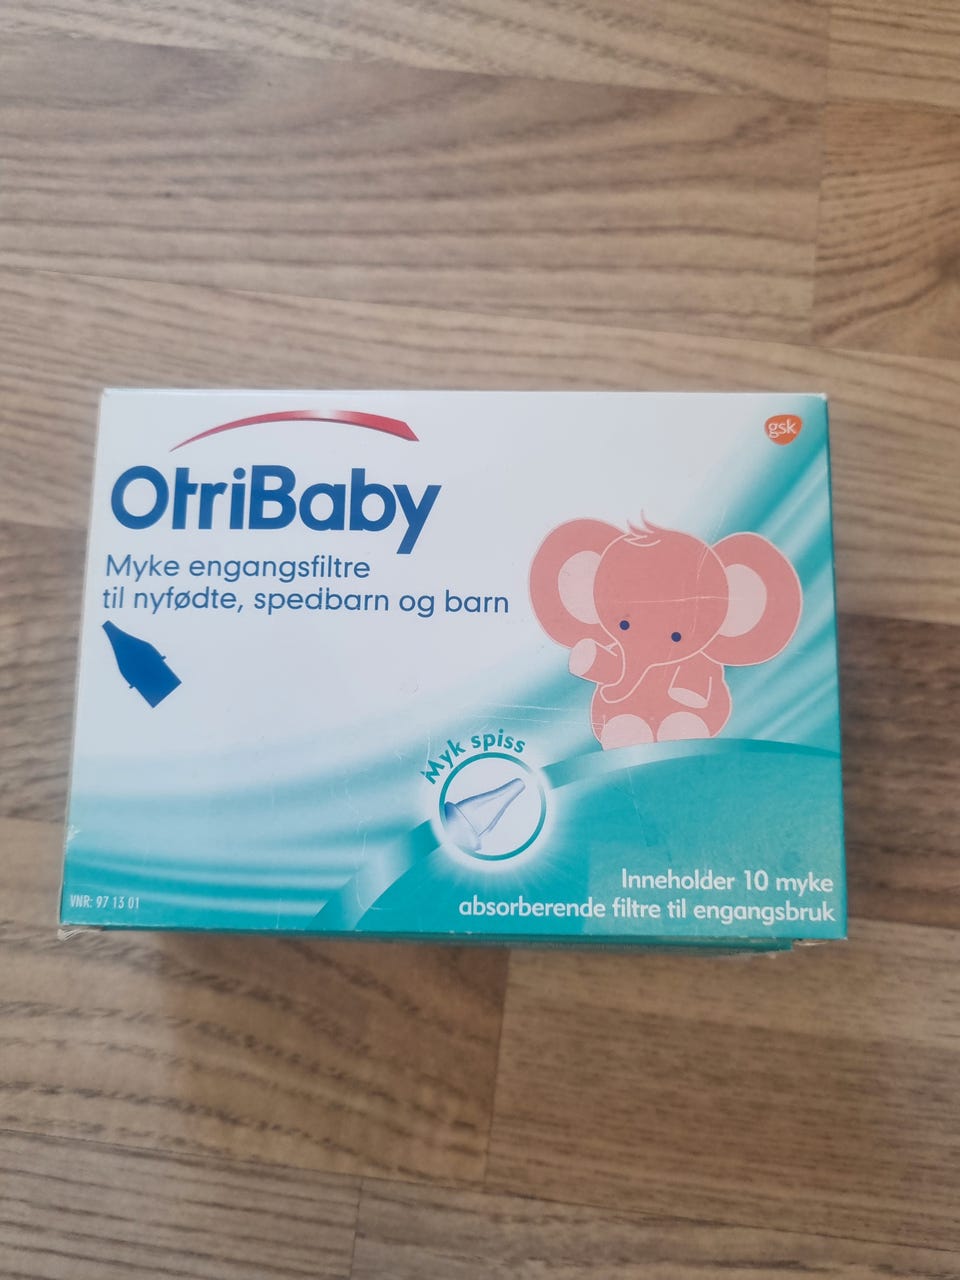 gsk
OtriBaby
Myke engangsfiltre
til nyfødte, spedbarn og barn
Myk spiss
Inneholder 10 myke
absorberende filtre til engangsbruk
VNR: 97 13 01